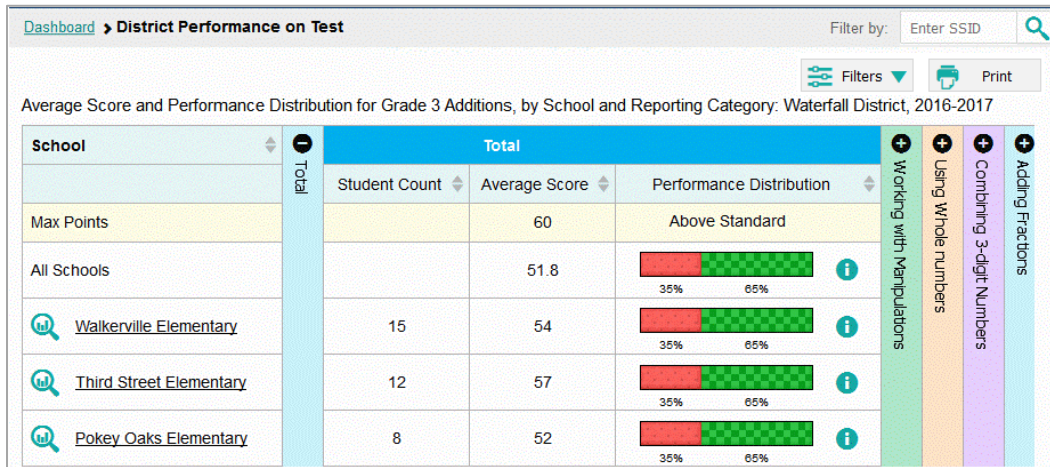 Dashboard > District Performance on Test
Filter by: Enter SSID
Filters Print
Average Score and Performance Distribution for Grade 3 Additions, by School and Reporting Category: Waterfall District, 2016-2017
School Total Total Working with Manipulations Using Whole numbers Combining 3-digit Numbers Adding Fractions
Student Count Average Score Performance Distribution
Max Points 60 Above Standard
All Schools 51.8
35% 65%
Walkerville Elementary 15 54
35% 65%
Third Street Elementary 12 57
35% 65%
Pokey Oaks Elementary 8 52
35% 65%